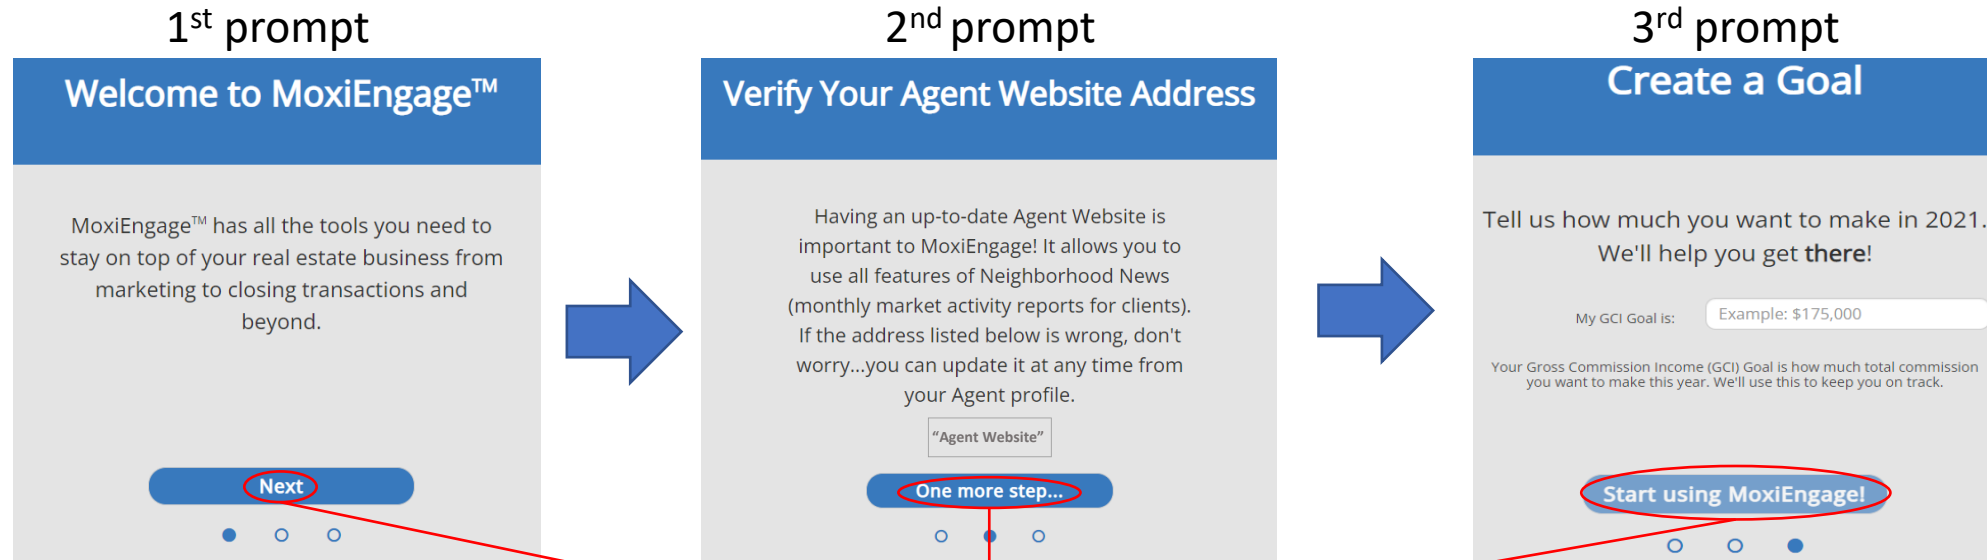 1st prompt
Welcome to MoxiEngage™
MoxiEngage™ has all the tools you need to
stay on top of your real estate business from
marketing to closing transactions and
beyond.
Next
2nd prompt
Verify Your Agent Website Address
Having an up-to-date Agent Website is
important to MoxiEngage! It allows you to
use all features of Neighborhood News
(monthly market activity reports for clients).
If the address listed below is wrong, don't
worry...you can update it at any time from
your Agent profile.
“Agent Website”
One more step...
3rd prompt
Create a Goal
Tell us how much you want to make in 2021.
We'll help you get there!
My GCI Goal is:
Example: $175,000
Your Gross Commission Income (GCI) Goal is how much total commission
you want to make this year. We'll use this to keep you on track.
Start using MoxiEngage!